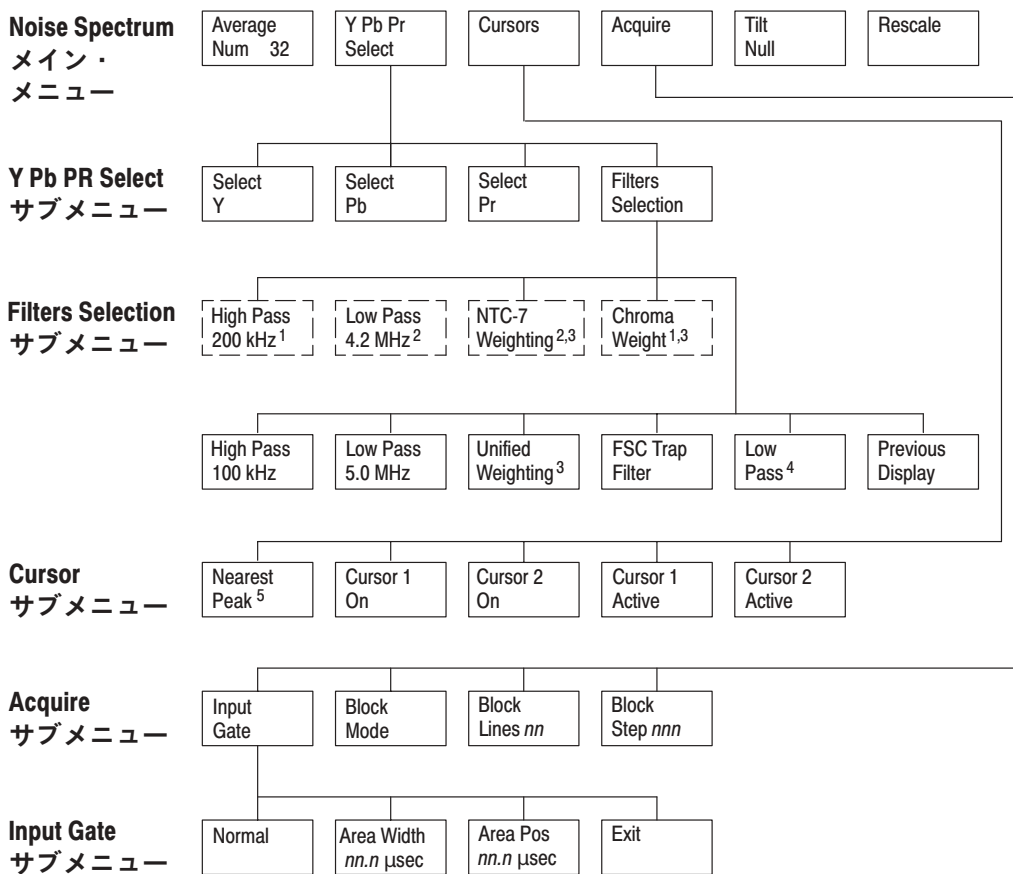 Noise Spectrum
メイン・
メニュー
Average
Num 32
Y Pb Pr
Select
Cursors
Acquire
Tilt
Null
Rescale
Y Pb PR Select
サブメニュー
Select
Y
Select
Pb
Select
Pr
Filters
Selection
Filters Selection
サブメニュー
High Pass
200 kHz 1
Low Pass
4.2 MHz 2
NTC-7
Weighting 2,3
Chroma
Weight 1,3
High Pass
100 kHz
Low Pass
5.0 MHz
Unified
Weighting 3
FSC Trap
Filter
Low
Pass 4
Previous
Display
Cursor
サブメニュー
Nearest
Peak 5
Cursor 1
On
Cursor 2
On
Cursor 1
Active
Cursor 2
Active
Acquire
サブメニュー
Input
Gate
Block
Mode
Block
Lines nn
Block
Step nnn
Input Gate
サブメニュー
Normal
Area Width
nn.n µsec
Area Pos
nn.n µsec
Exit